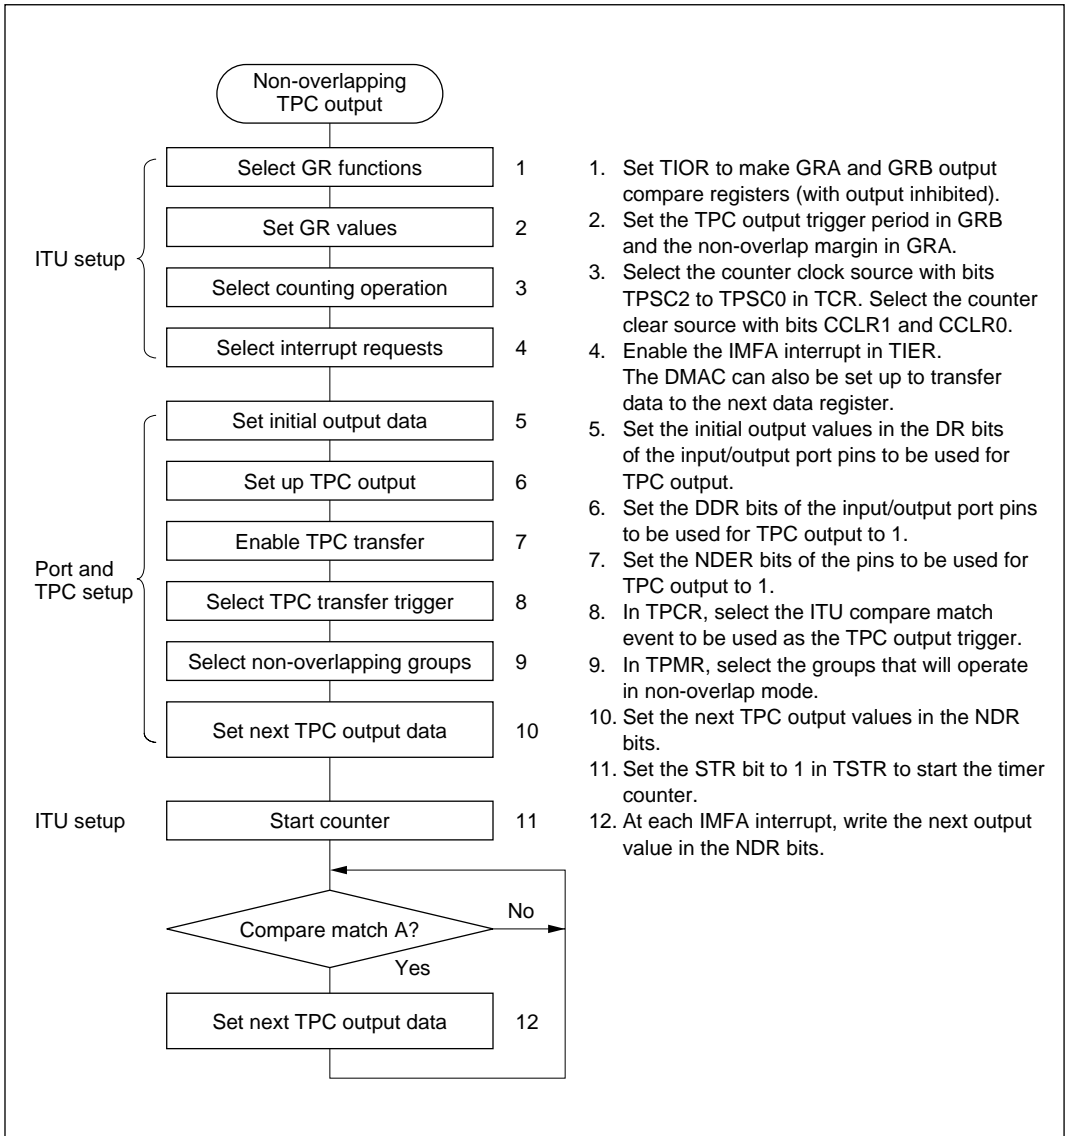 Non-overlapping
TPC output
ITU setup
Select GR functions 1
Set GR values 2
Select counting operation 3
Select interrupt requests 4
Port and
TPC setup
Set initial output data 5
Set up TPC output 6
Enable TPC transfer 7
Select TPC transfer trigger 8
Select non-overlapping groups 9
Set next TPC output data 10
ITU setup
Start counter 11
Compare match A?
No
Yes
Set next TPC output data 12
1. Set TIOR to make GRA and GRB output
compare registers (with output inhibited).
2. Set the TPC output trigger period in GRB
and the non-overlap margin in GRA.
3. Select the counter clock source with bits
TPSC2 to TPSC0 in TCR. Select the counter
clear source with bits CCLR1 and CCLR0.
4. Enable the IMFA interrupt in TIER.
The DMAC can also be set up to transfer
data to the next data register.
5. Set the initial output values in the DR bits
of the input/output port pins to be used for
TPC output.
6. Set the DDR bits of the input/output port pins
to be used for TPC output to 1.
7. Set the NDER bits of the pins to be used for
TPC output to 1.
8. In TPCR, select the ITU compare match
event to be used as the TPC output trigger.
9. In TPMR, select the groups that will operate
in non-overlap mode.
10. Set the next TPC output values in the NDR
bits.
11. Set the STR bit to 1 in TSTR to start the timer
counter.
12. At each IMFA interrupt, write the next output
value in the NDR bits.